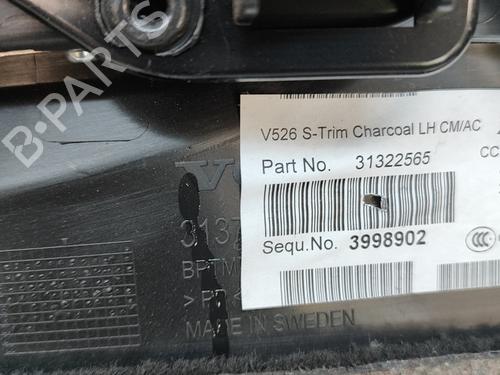 B-PARTS
V526 S-Trim Charcoal LH CM/AC
Part No. 31322565
CC
Sequ.No. 3998902
MADE IN SWEDEN